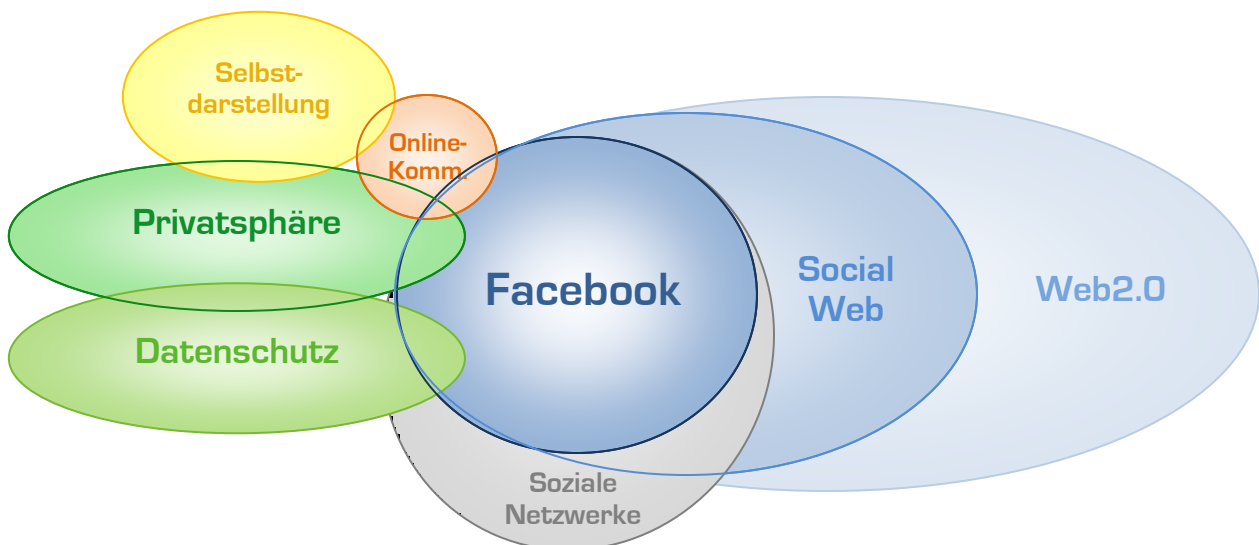 Selbst-
darstellung
Online-
Komm.
Privatsphäre
Datenschutz
Facebook
Social
Web
Web2.0
Soziale
Netzwerke